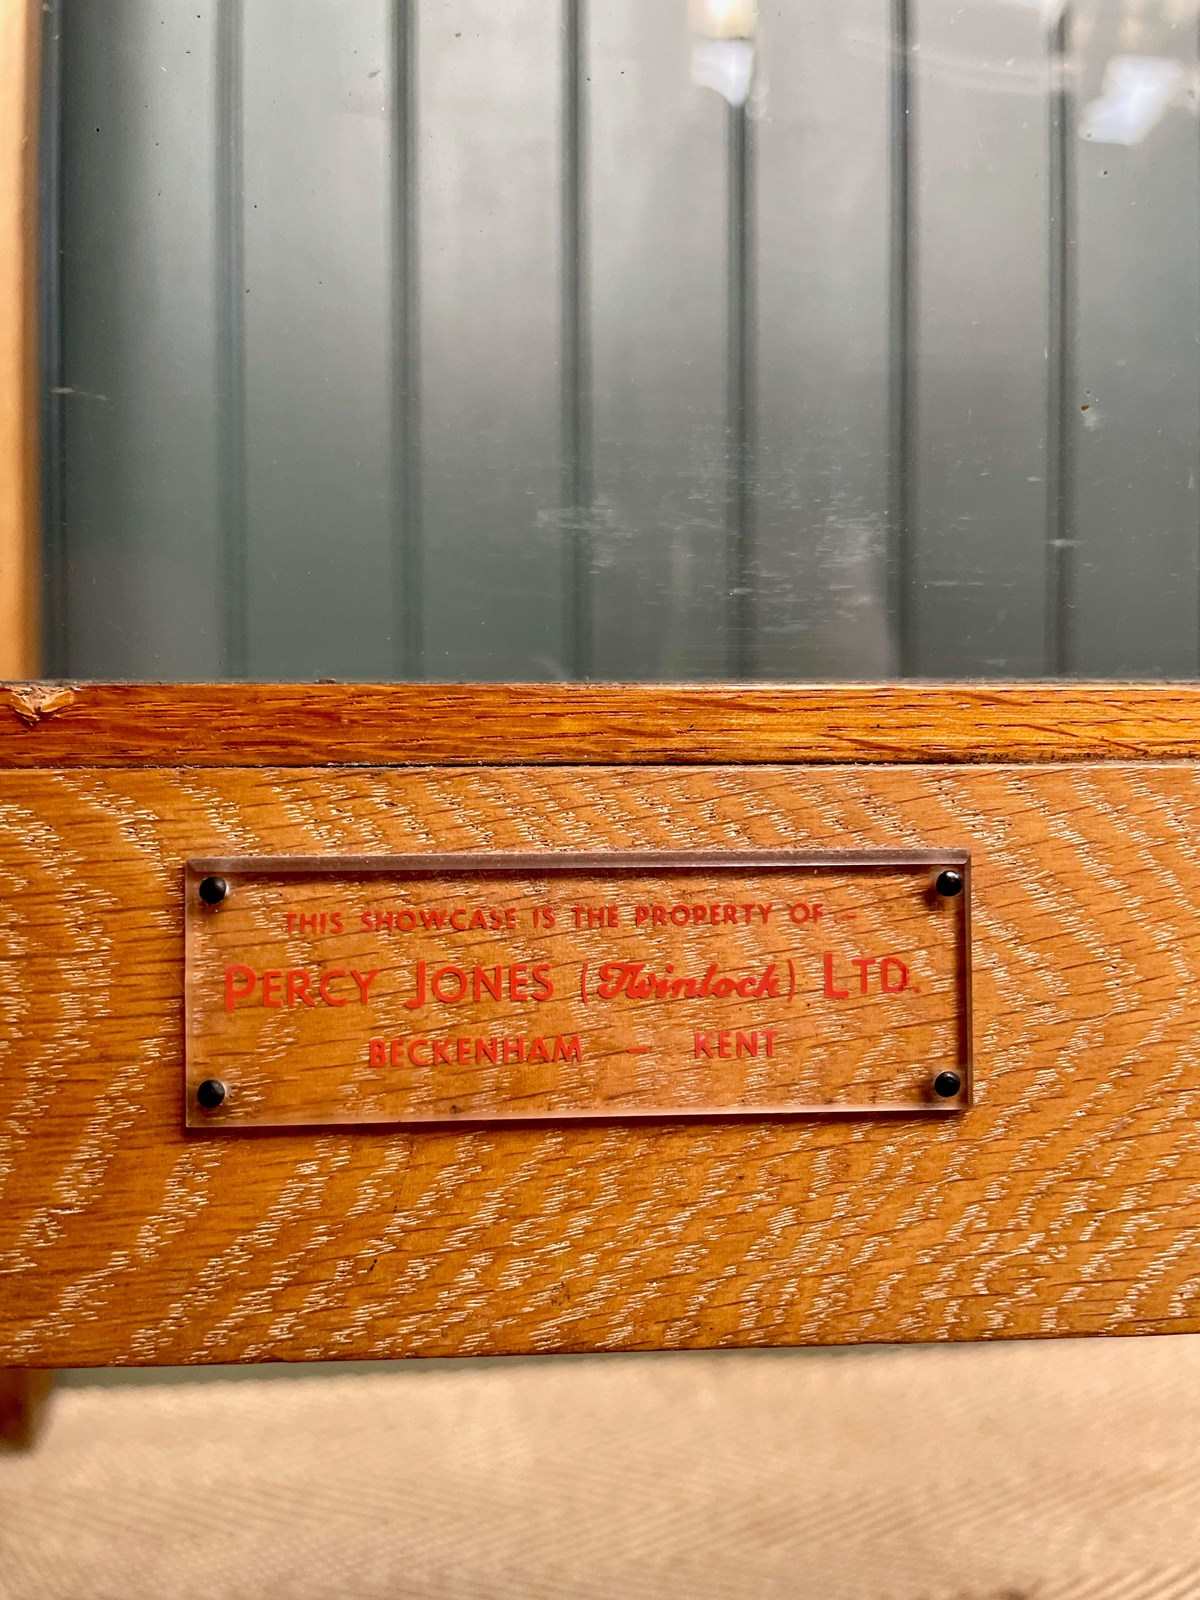 THIS SHOWCASE IS THE PROPERTY OF –
PERCY JONES (Twinlock) LTD.
BECKENHAM – KENT